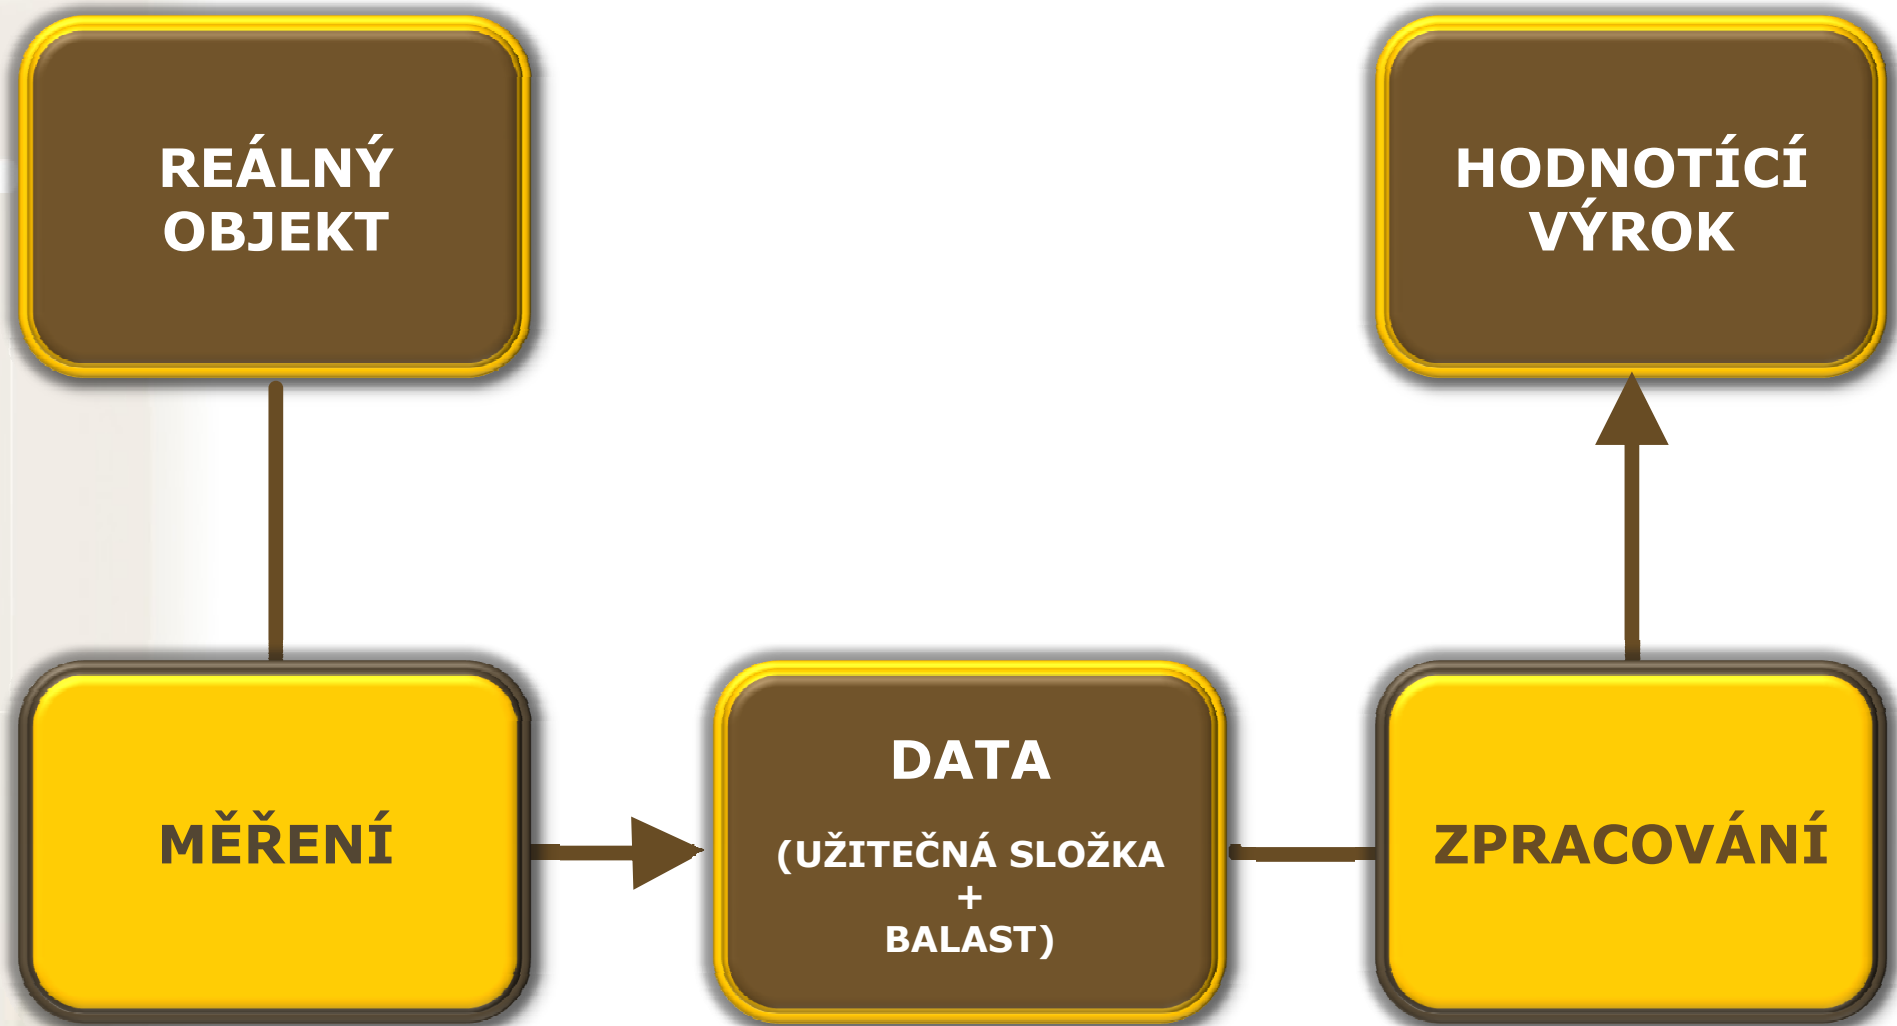 REÁLNÝ
OBJEKT
HODNOTÍCÍ
VÝROK
MĚŘENÍ
DATA
(UŽITEČNÁ SLOŽKA
+
BALAST)
ZPRACOVÁNÍ